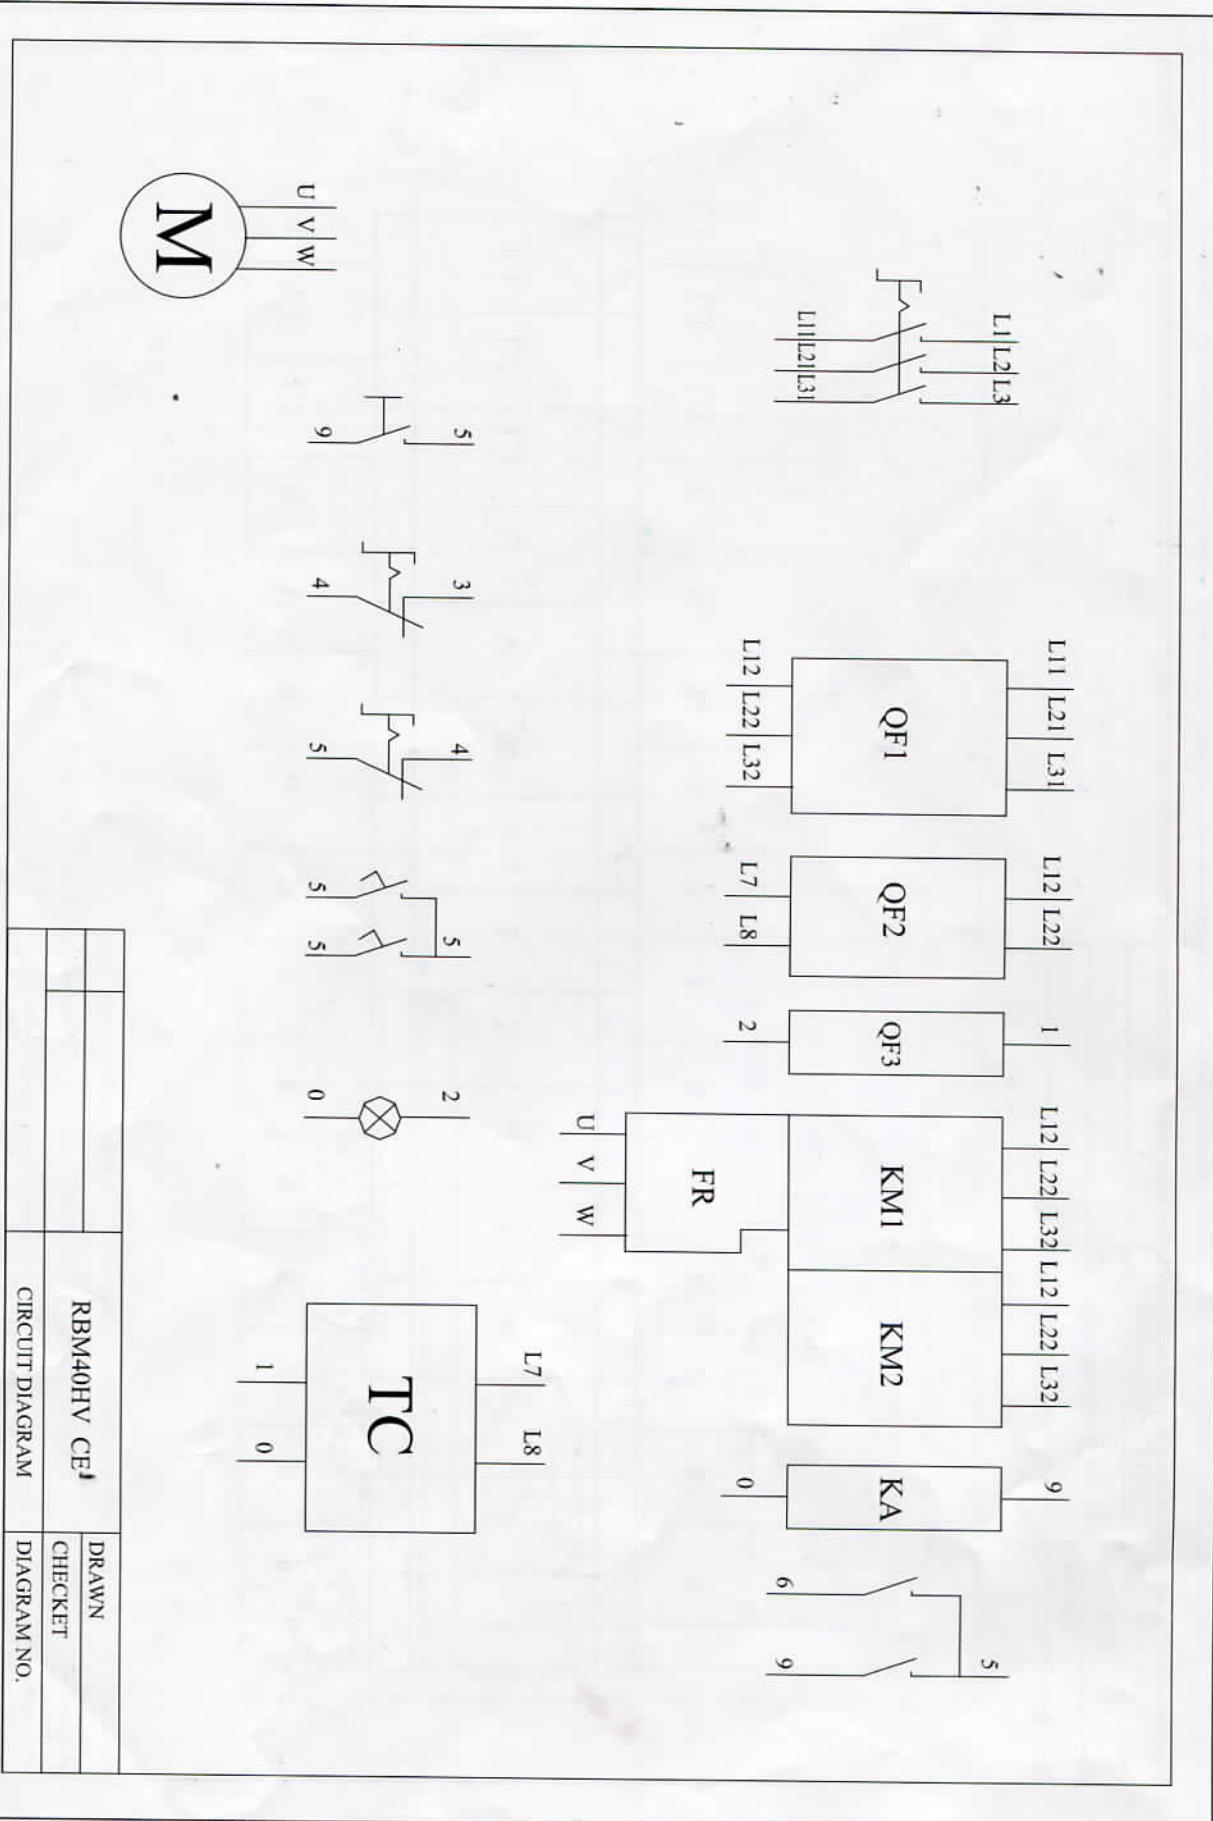 L1 L2 L3
L11 L21 L31
L11 L21 L31
QF1
L12 L22 L32
L12 L22
QF2
L7 L8
1
QF3
2
L12 L22 L32 L12 L22 L32
KM1 KM2
FR
U V W
9
KA
0
5
6 9
U V W
M
5
9
3
4
4
5
5
5 5
2
0
L7 L8
TC
1 0
RBM40HV CE
CIRCUIT DIAGRAM
DRAWN
CHECKET
DIAGRAM NO.